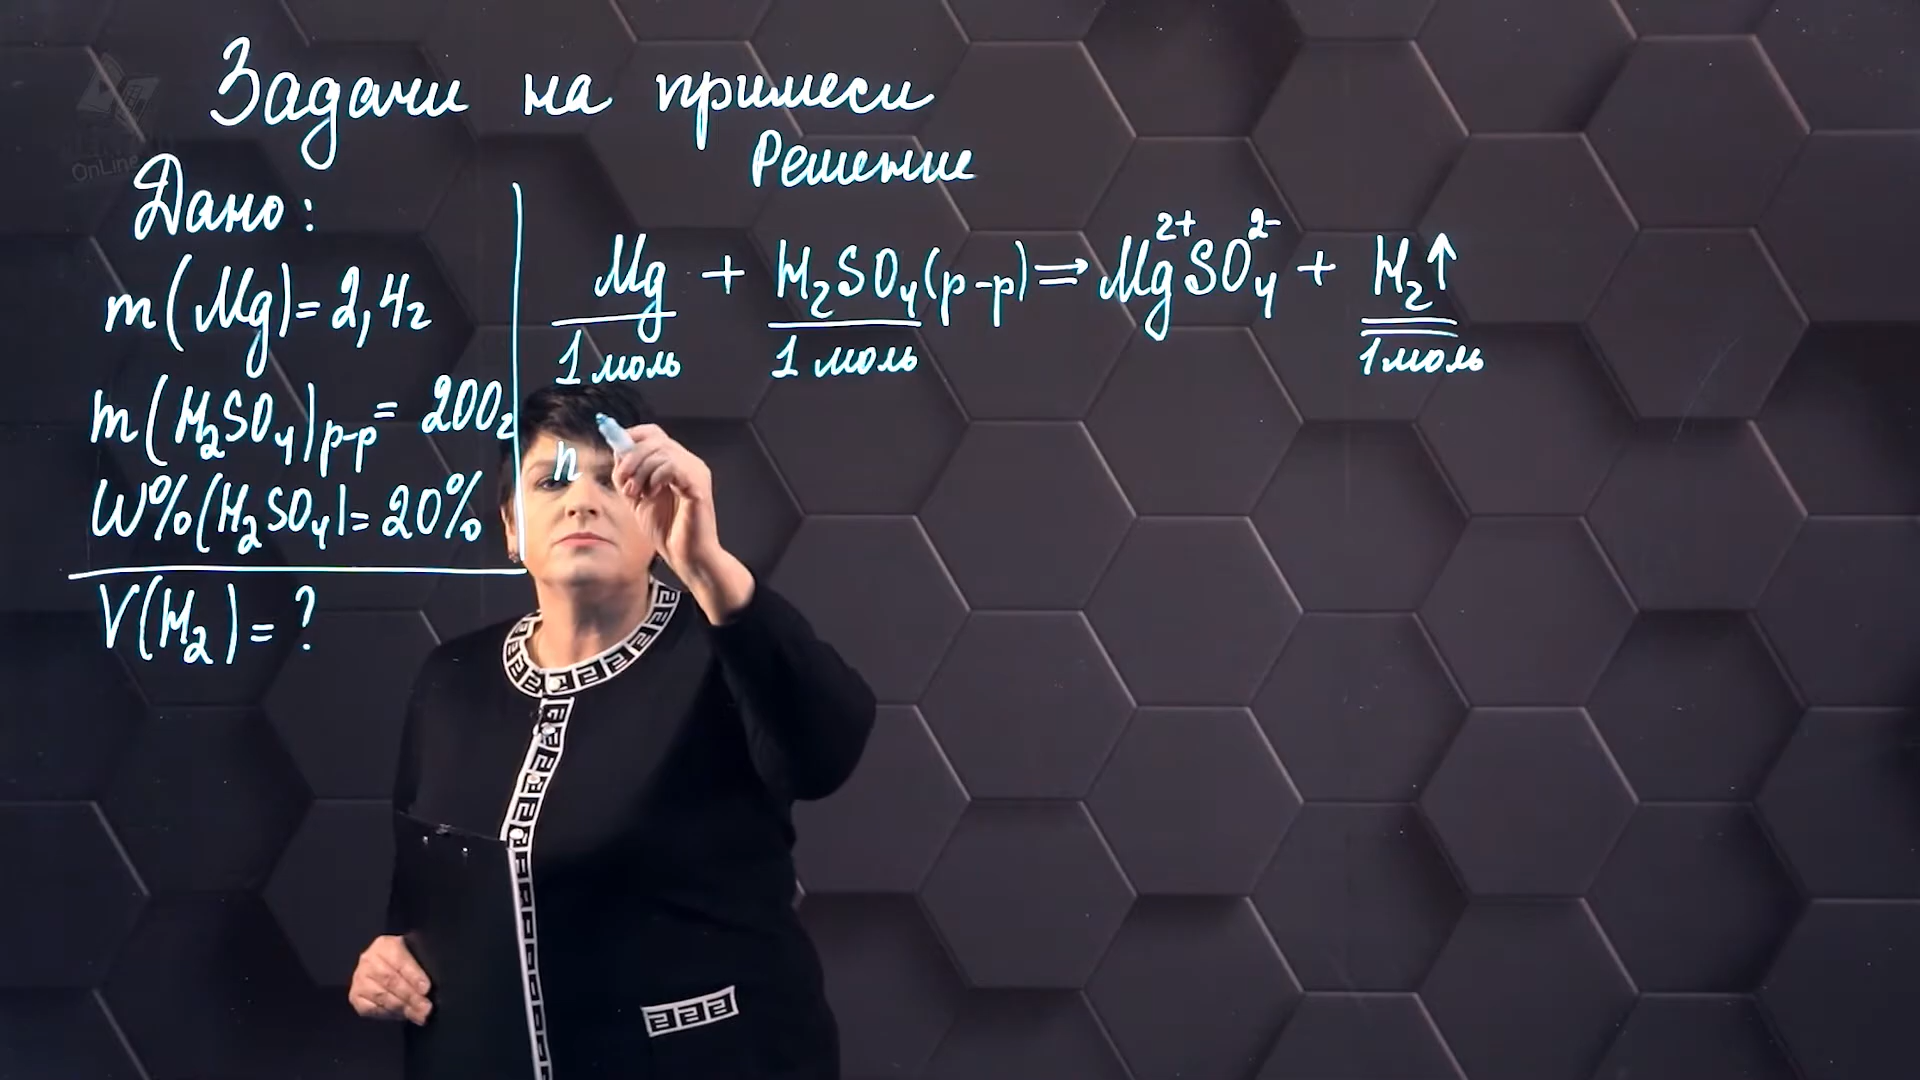 Задачи на примеси
Решение
Дано:
m(Mg)=2,4г
m(H₂SO₄)р-р= 200г
W%(H₂SO₄)=20%
V(H₂)= ?
Mg + H₂SO₄(р-р) = Mg²⁺SO₄²⁻ + H₂↑
1 моль 1 моль 1 моль
n
OnLine